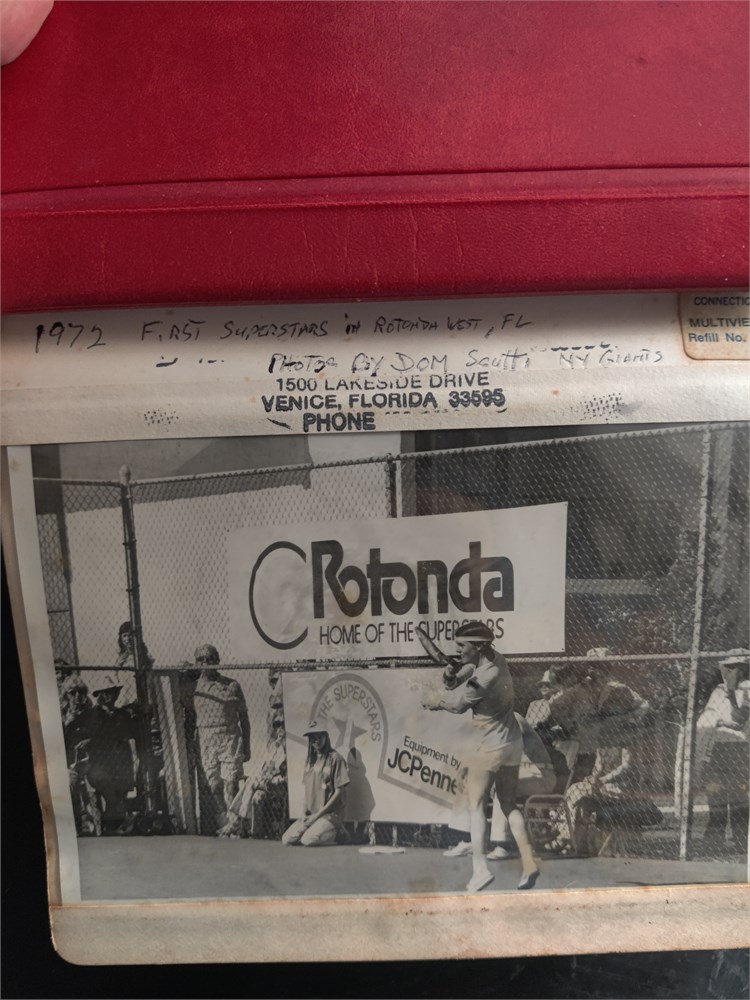 1972 FIRST SUPERSTARS in ROTONDA WEST, FL
PHOTOS BY DOM NY GIANTS
1500 LAKESIDE DRIVE
VENICE, FLORIDA 33595
PHONE
CONNECTIC
MULTIVIE
Refill No.
Rotonda
HOME OF THE SUPERSTARS
THE SUPERSTARS
Equipment by
JCPenne